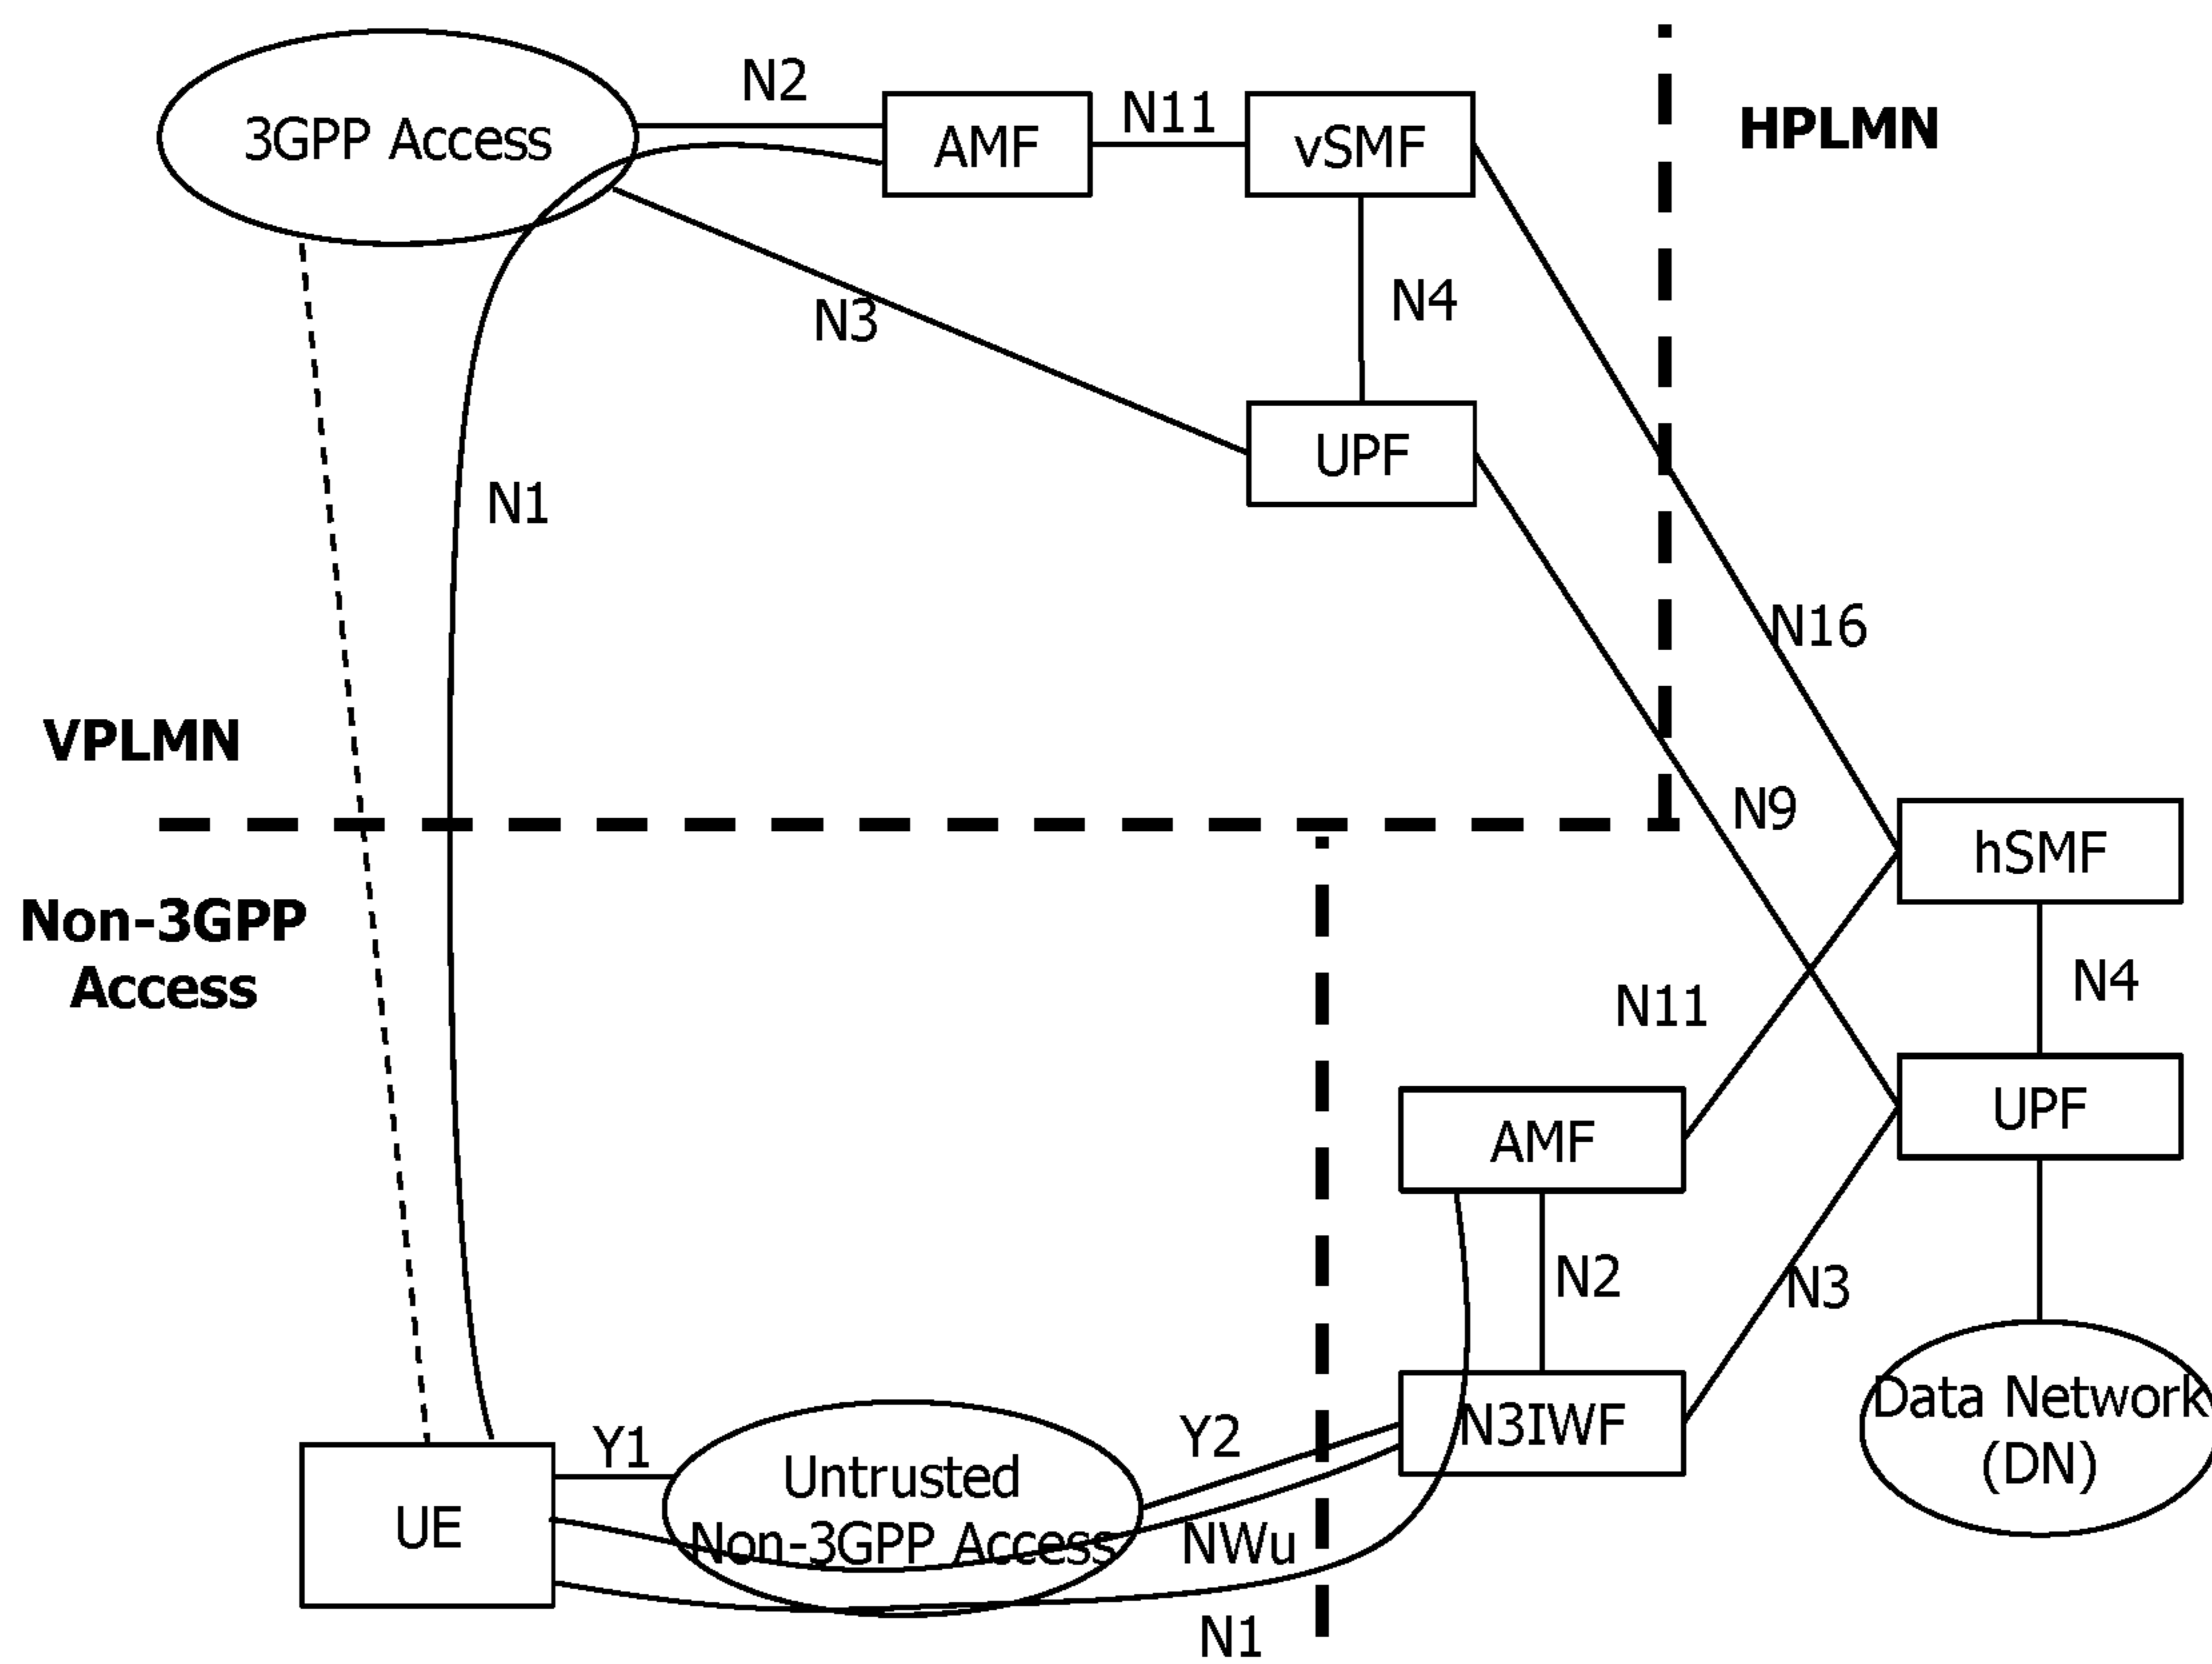 N2
3GPP Access
AMF
N11
vSMF
HPLMN
N3
N4
UPF
N1
N16
VPLMN
N9
hSMF
Non-3GPP
Access
N11
N4
AMF
UPF
N2
N3
Data Network
(DN)
Y1
Untrusted
Non-3GPP Access
Y2
N3IWF
UE
NWu
N1